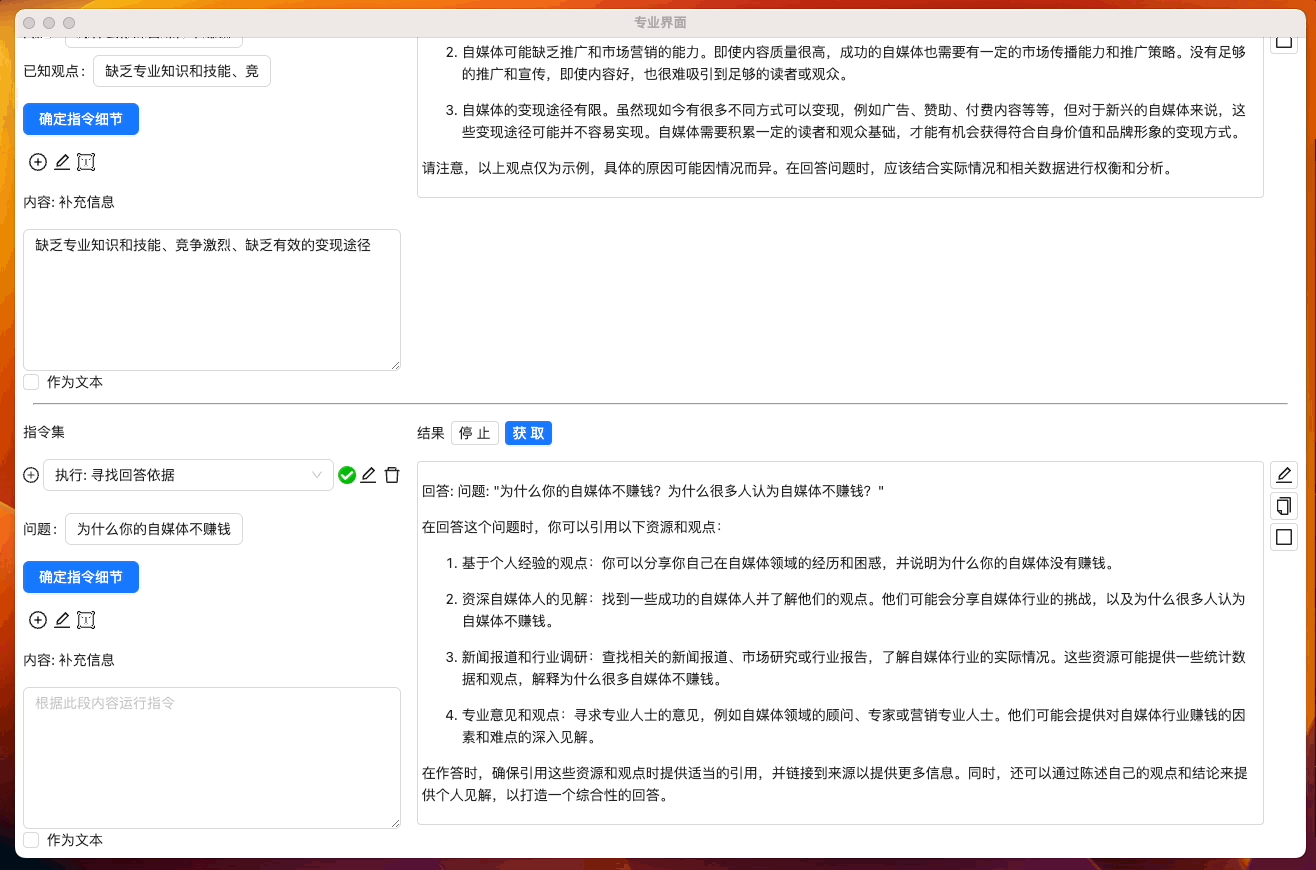 专业界面
已知观点：
缺乏专业知识和技能、竞
确定指令细节
内容: 补充信息
缺乏专业知识和技能、竞争激烈、缺乏有效的变现途径
作为文本
2. 自媒体可能缺乏推广和市场营销的能力。即使内容质量很高，成功的自媒体也需要有一定的市场传播能力和推广策略。没有足够
的推广和宣传，即使内容好，也很难吸引到足够的读者或观众。
3. 自媒体的变现途径有限。虽然现如今有很多不同方式可以变现，例如广告、赞助、付费内容等等，但对于新兴的自媒体来说，这
些变现途径可能并不容易实现。自媒体需要积累一定的读者和观众基础，才能有机会获得符合自身价值和品牌形象的变现方式。
请注意，以上观点仅为示例，具体的原因可能因情况而异。在回答问题时，应该结合实际情况和相关数据进行权衡和分析。
指令集
执行: 寻找回答依据
问题：
为什么你的自媒体不赚钱
确定指令细节
内容: 补充信息
根据此段内容运行指令
作为文本
结果 停 止 获 取
回答: 问题: "为什么你的自媒体不赚钱？为什么很多人认为自媒体不赚钱？"
在回答这个问题时，你可以引用以下资源和观点：
1. 基于个人经验的观点：你可以分享你自己在自媒体领域的经历和困惑，并说明为什么你的自媒体没有赚钱。
2. 资深自媒体人的见解：找到一些成功的自媒体人并了解他们的观点。他们可能会分享自媒体行业的挑战，以及为什么很多人认为
自媒体不赚钱。
3. 新闻报道和行业调研：查找相关的新闻报道、市场研究或行业报告，了解自媒体行业的实际情况。这些资源可能提供一些统计数
据和观点，解释为什么很多自媒体不赚钱。
4. 专业意见和观点：寻求专业人士的意见，例如自媒体领域的顾问、专家或营销专业人士。他们可能会提供对自媒体行业赚钱的因
素和难点的深入见解。
在作答时，确保引用这些资源和观点时提供适当的引用，并链接到来源以提供更多信息。同时，还可以通过陈述自己的观点和结论来提
供个人见解，以打造一个综合性的回答。